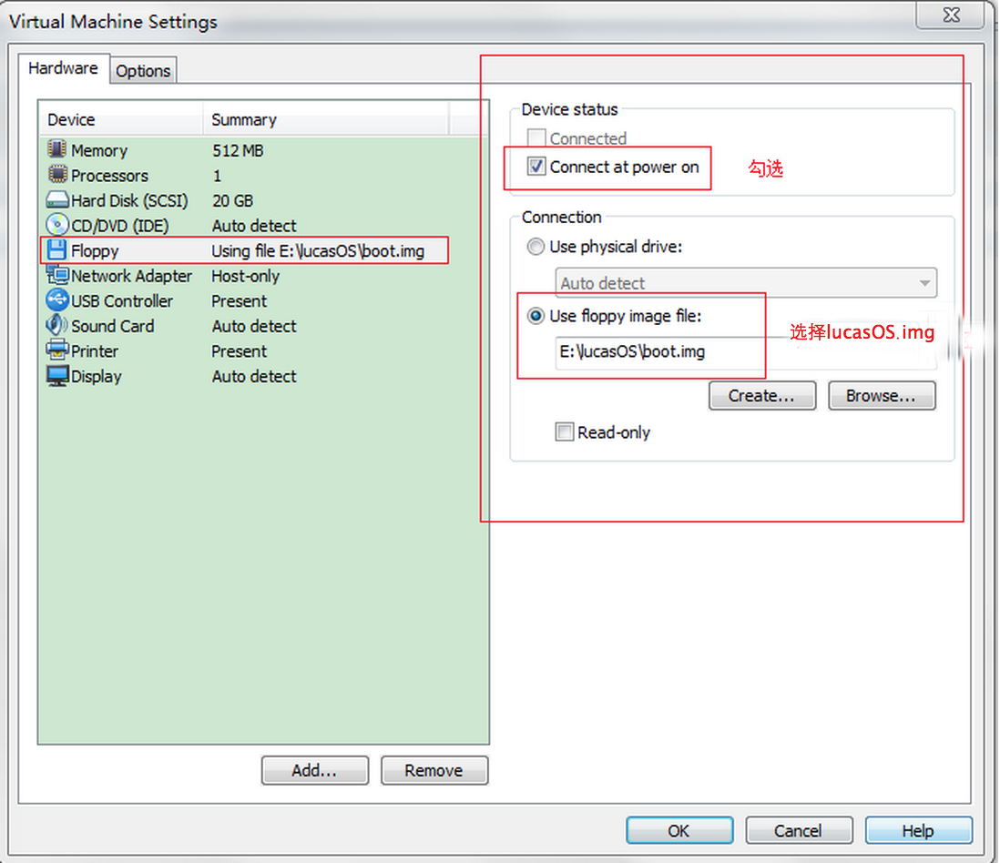 Virtual Machine Settings
Hardware
Options
Device Summary
Memory 512 MB
Processors 1
Hard Disk (SCSI) 20 GB
CD/DVD (IDE) Auto detect
Floppy Using file E:\lucasOS\boot.img
Network Adapter Host-only
USB Controller Present
Sound Card Auto detect
Printer Present
Display Auto detect
Add... Remove
Device status
Connected
Connect at power on 勾选
Connection
Use physical drive:
Auto detect
Use floppy image file:
选择lucasOS.img
E:\lucasOS\boot.img
Create... Browse...
Read-only
OK Cancel Help